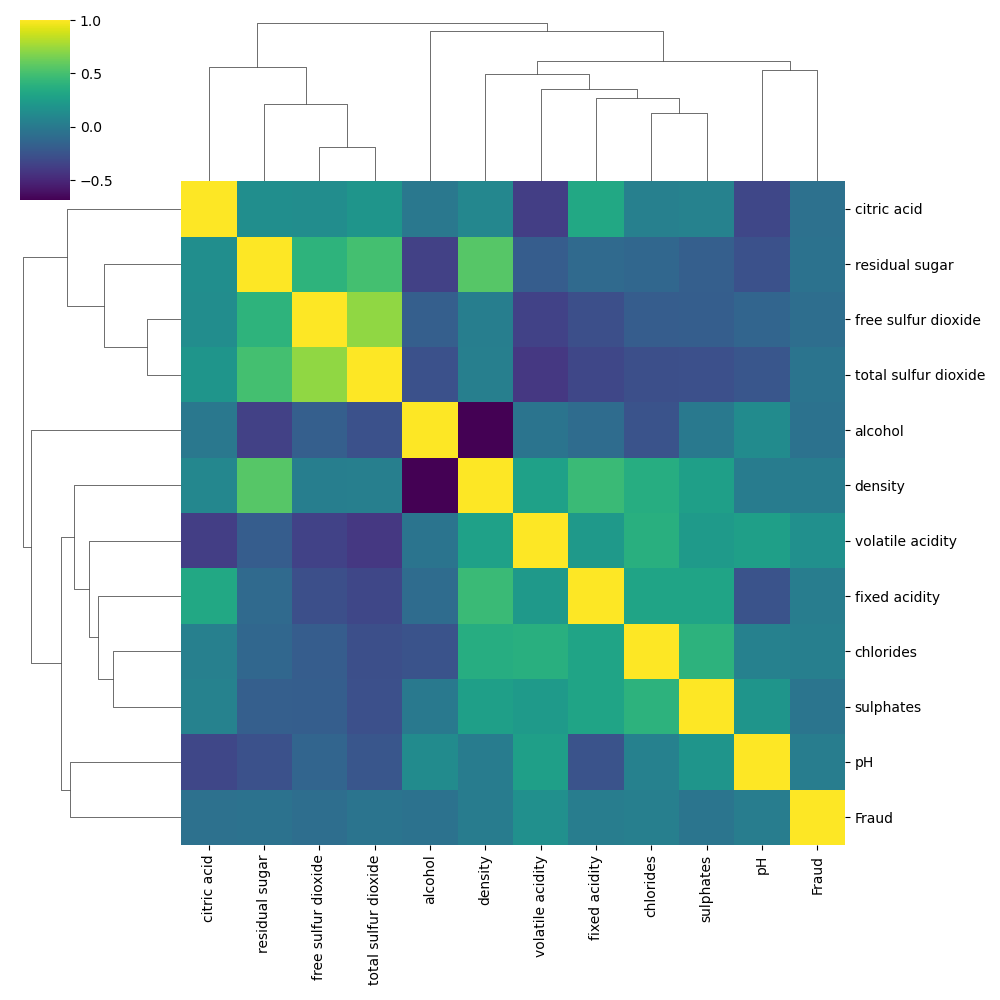 1.0
0.5
0.0
−0.5
citric acid
residual sugar
free sulfur dioxide
total sulfur dioxide
alcohol
density
volatile acidity
fixed acidity
chlorides
sulphates
pH
Fraud
citric acid
residual sugar
free sulfur dioxide
total sulfur dioxide
alcohol
density
volatile acidity
fixed acidity
chlorides
sulphates
pH
Fraud